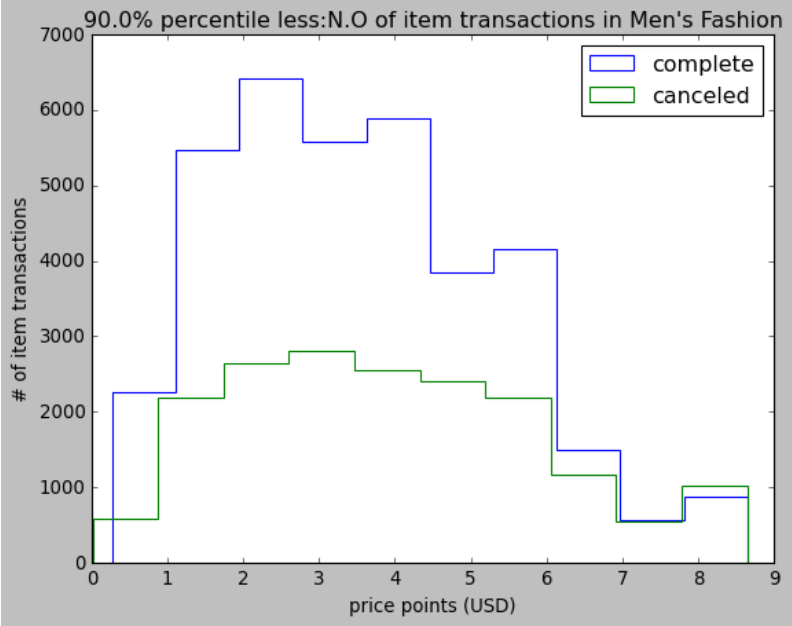 90.0% percentile less:N.O of item transactions in Men's Fashion
7000
6000
5000
4000
3000
2000
1000
0
# of item transactions
complete
canceled
0 1 2 3 4 5 6 7 8 9
price points (USD)